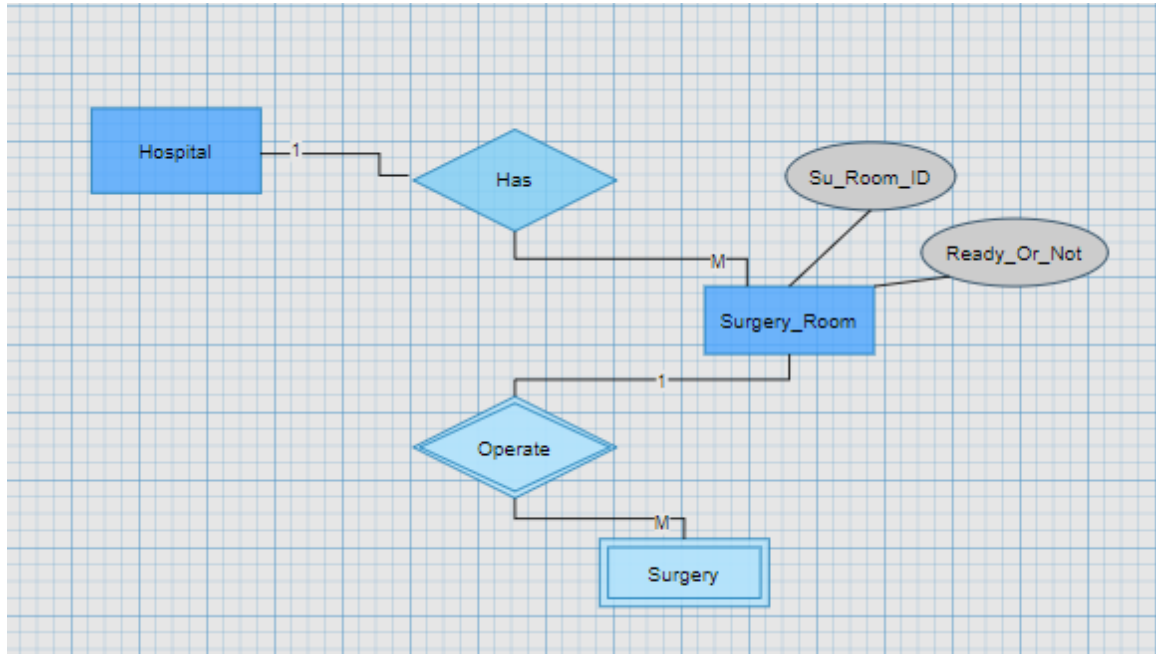 Hospital
1
Has
Su_Room_ID
Ready_Or_Not
M
Surgery_Room
1
Operate
M
Surgery